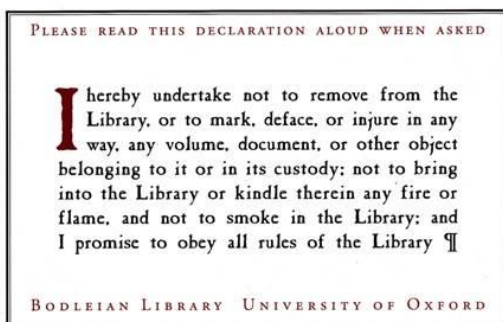 PLEASE READ THIS DECLARATION ALOUD WHEN ASKED
I hereby undertake not to remove from the
Library, or to mark, deface, or injure in any
way, any volume, document, or other object
belonging to it or in its custody; not to bring
into the Library or kindle therein any fire or
flame, and not to smoke in the Library; and
I promise to obey all rules of the Library ¶
BODLEIAN LIBRARY UNIVERSITY OF OXFORD